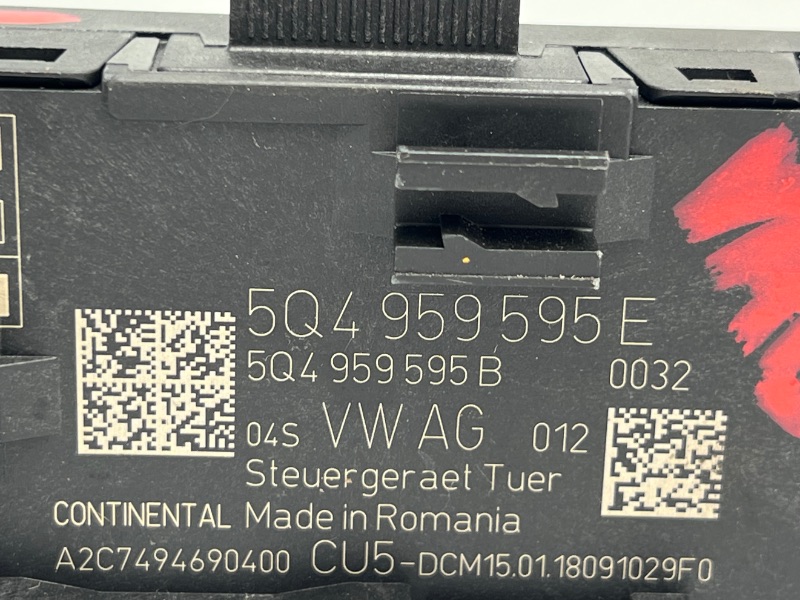 5Q4 959 595 E
5Q4 959 595 B 0032
04S VW AG 012
Steuergeraet Tuer
CONTINENTAL Made in Romania
A2C7494690400 CU5-DCM15.01.18091029F0